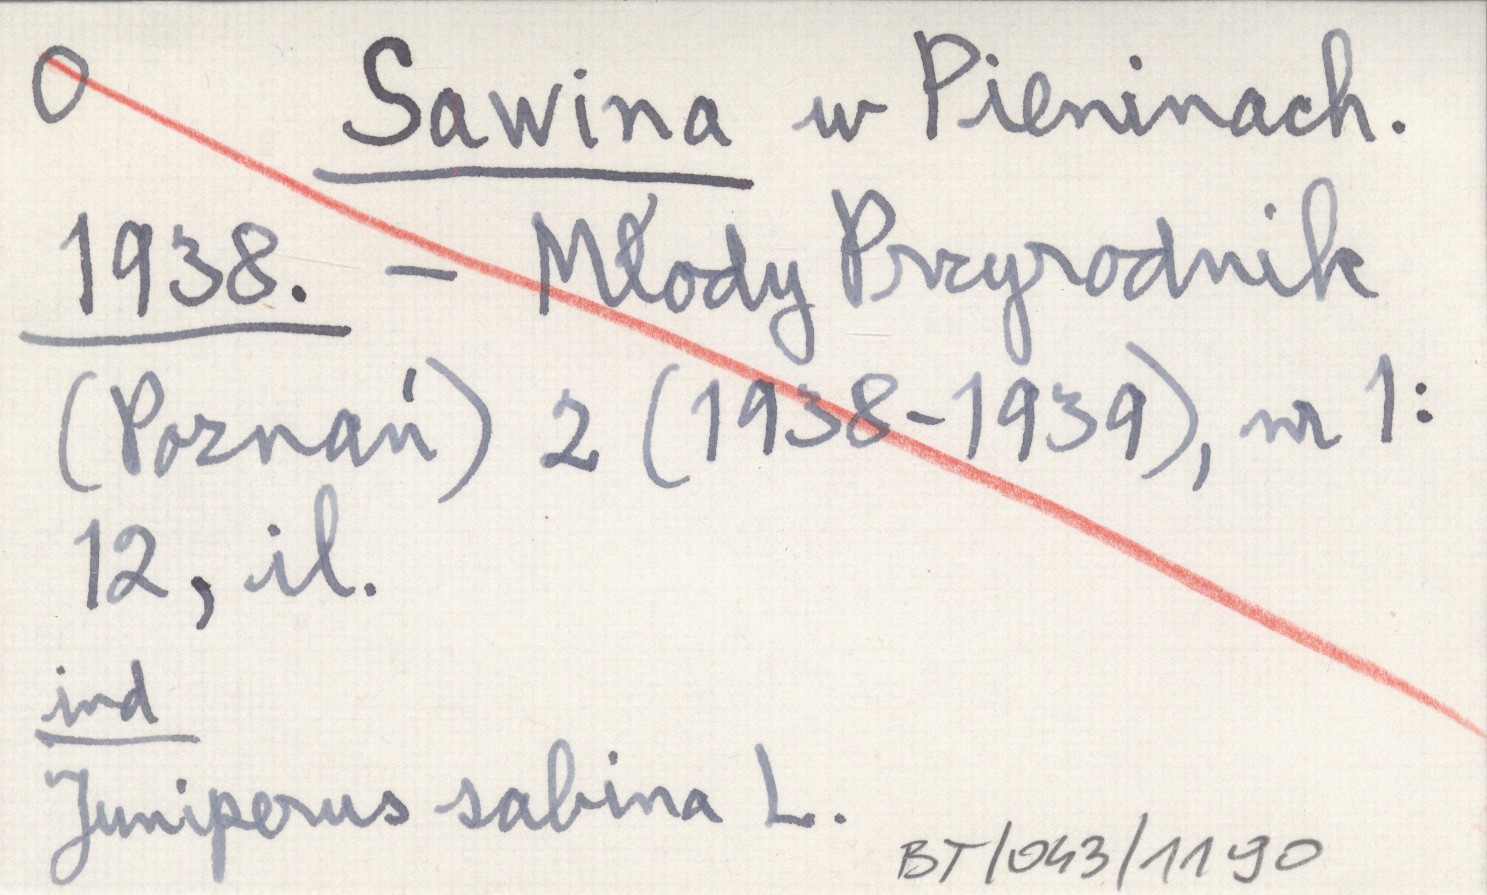 O Sawina w Pieninach.
1938. — Młody Przyrodnik
(Poznań) 2 (1938-1939), nr 1:
12, il.
ind
Juniperus sabina L.
BT/043/1190